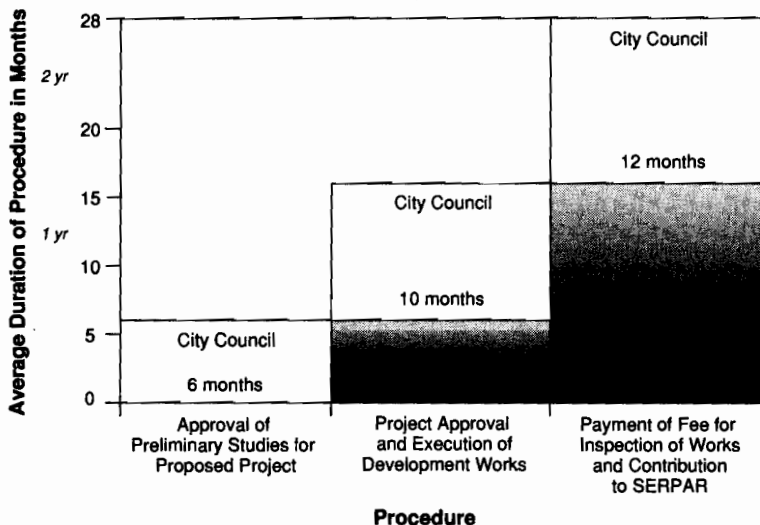 Average Duration of Procedure in Months
28
2 yr
20
15
1 yr
10
5
0
City Council
6 months
City Council
10 months
City Council
12 months
Approval of
Preliminary Studies for
Proposed Project
Project Approval
and Execution of
Development Works
Payment of Fee for
Inspection of Works
and Contribution
to SERPAR
Procedure